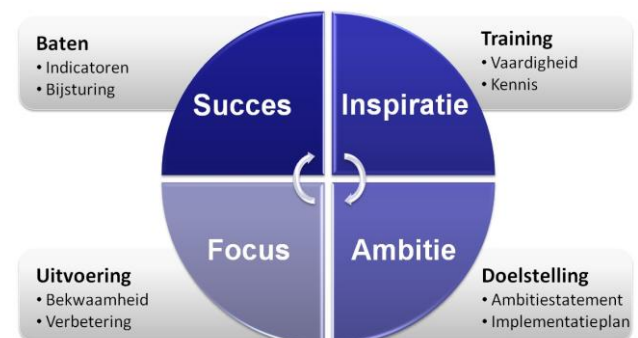 Baten
• Indicatoren
• Bijsturing
Training
• Vaardigheid
• Kennis
Succes
Inspiratie
Focus
Ambitie
Uitvoering
• Bekwaamheid
• Verbetering
Doelstelling
• Ambitiestatement
• Implementatieplan